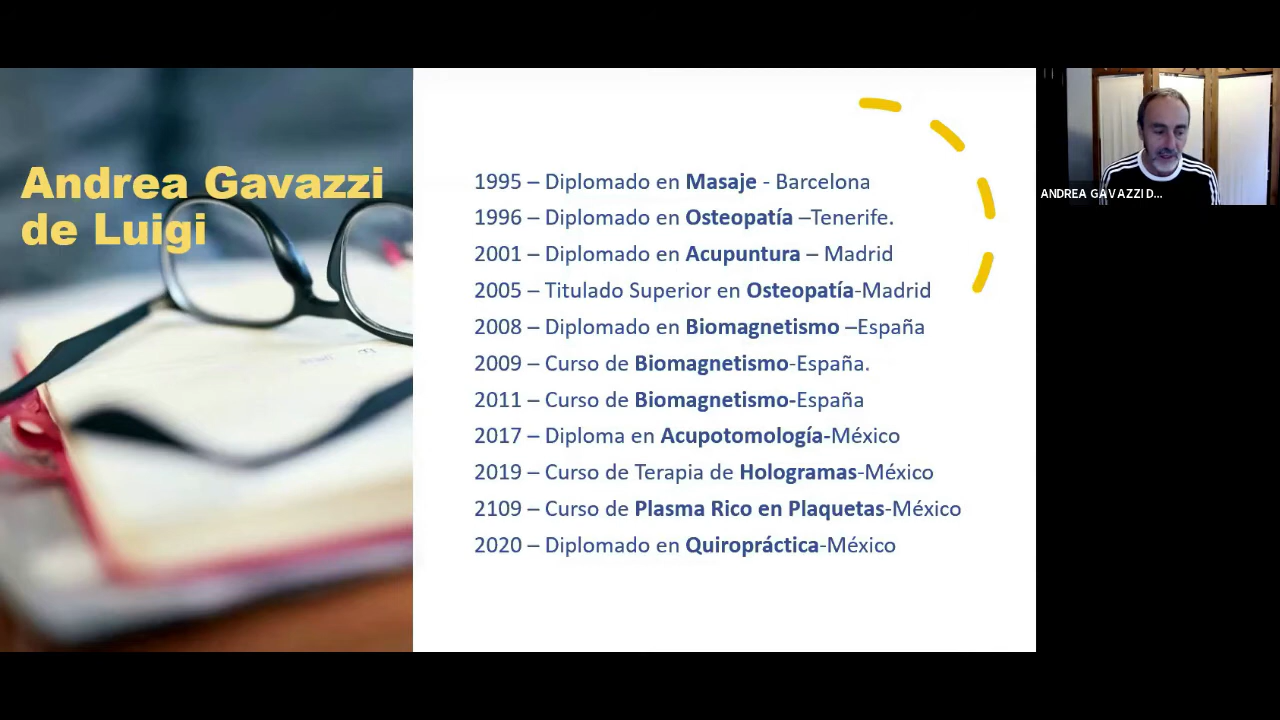 Andrea Gavazzi
de Luigi
1995 – Diplomado en Masaje - Barcelona
1996 – Diplomado en Osteopatía –Tenerife.
2001 – Diplomado en Acupuntura – Madrid
2005 – Titulado Superior en Osteopatía-Madrid
2008 – Diplomado en Biomagnetismo –España
2009 – Curso de Biomagnetismo-España.
2011 – Curso de Biomagnetismo-España
2017 – Diploma en Acupotomología-México
2019 – Curso de Terapia de Hologramas-México
2109 – Curso de Plasma Rico en Plaquetas-México
2020 – Diplomado en Quiropráctica-México
ANDREA GAVAZZI D...